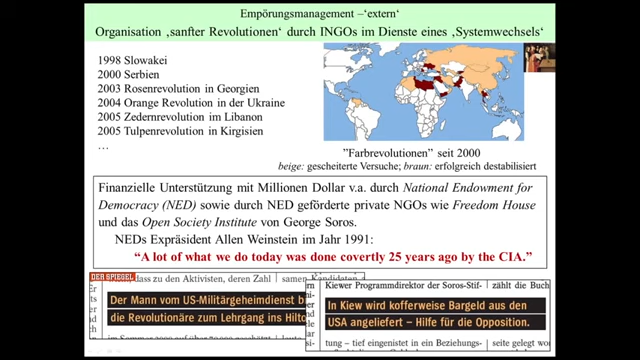 Empörungsmanagement –‘extern‘
Organisation ‚sanfter Revolutionen‘ durch INGOs im Dienste eines ‚Systemwechsels‘
1998 Slowakei
2000 Serbien
2003 Rosenrevolution in Georgien
2004 Orange Revolution in der Ukraine
2005 Zedernrevolution im Libanon
2005 Tulpenrevolution in Kirgisien
…
”Farbrevolutionen” seit 2000
beige: gescheiterte Versuche; braun: erfolgreich destabilisiert
Finanzielle Unterstützung mit Millionen Dollar v.a. durch National Endowment for
Democracy (NED) sowie durch NED geförderte private NGOs wie Freedom House
und das Open Society Institute von George Soros.
NEDs Expräsident Allen Weinstein im Jahr 1991:
“A lot of what we do today was done covertly 25 years ago by the CIA.”
DER SPIEGEL
dass zu den Aktivisten, deren Zahl
Der Mann vom US-Militärgeheimdienst bi
die Revolutionäre zum Lehrgang ins Hilto
Kiewer Programmdirektor der Soros-Stif-
zählt die Buch
In Kiew wird kofferweise Bargeld aus den
USA angeliefert – Hilfe für die Opposition.
tung – tief eingenistet in ein Beziehungs-
seite gelegt wo